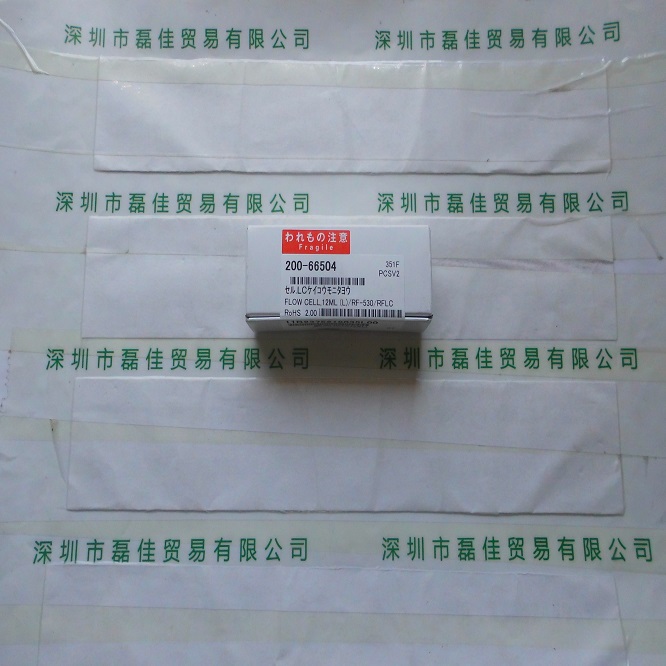 深圳市磊佳贸易有限公司 深圳市磊佳贸易有限公司
深圳市磊佳贸易有限公司 深圳市磊佳贸易有限公司
われもの注意
Fragile
200-66504 351F
PCSV2
セル,LCケイコウモニタヨウ
FLOW CELL,12ML (L)/RF-530/RFLC
RoHS 2.00
深圳市磊佳贸易有限公司 深圳市磊佳贸易有限公司
深圳市磊佳贸易有限公司 深圳市磊佳贸易有限公司